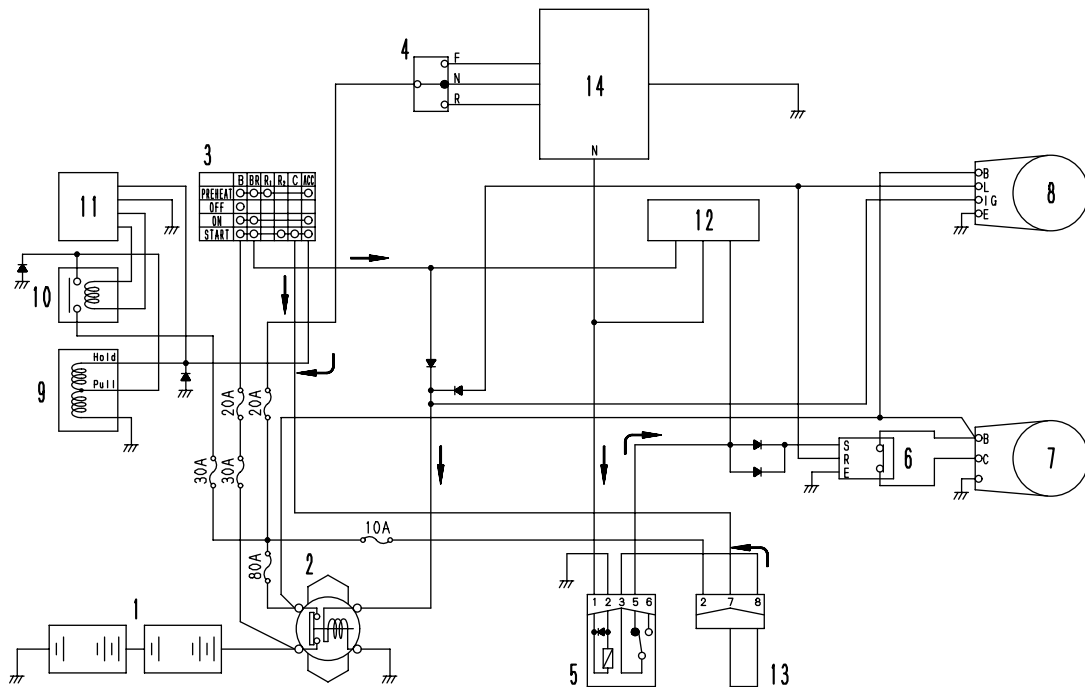 4
F
N
R
14
N
3
B BR R₁ R₂ C ACC
PREHEAT
OFF
ON
START
11
B
L
IG
E
8
12
10
Hold
Pull
9
20A 20A
30A 30A
S
R
E
6
B
C
7
10A
80A
2
1
1 2 3 5 6
2 7 8
5
13